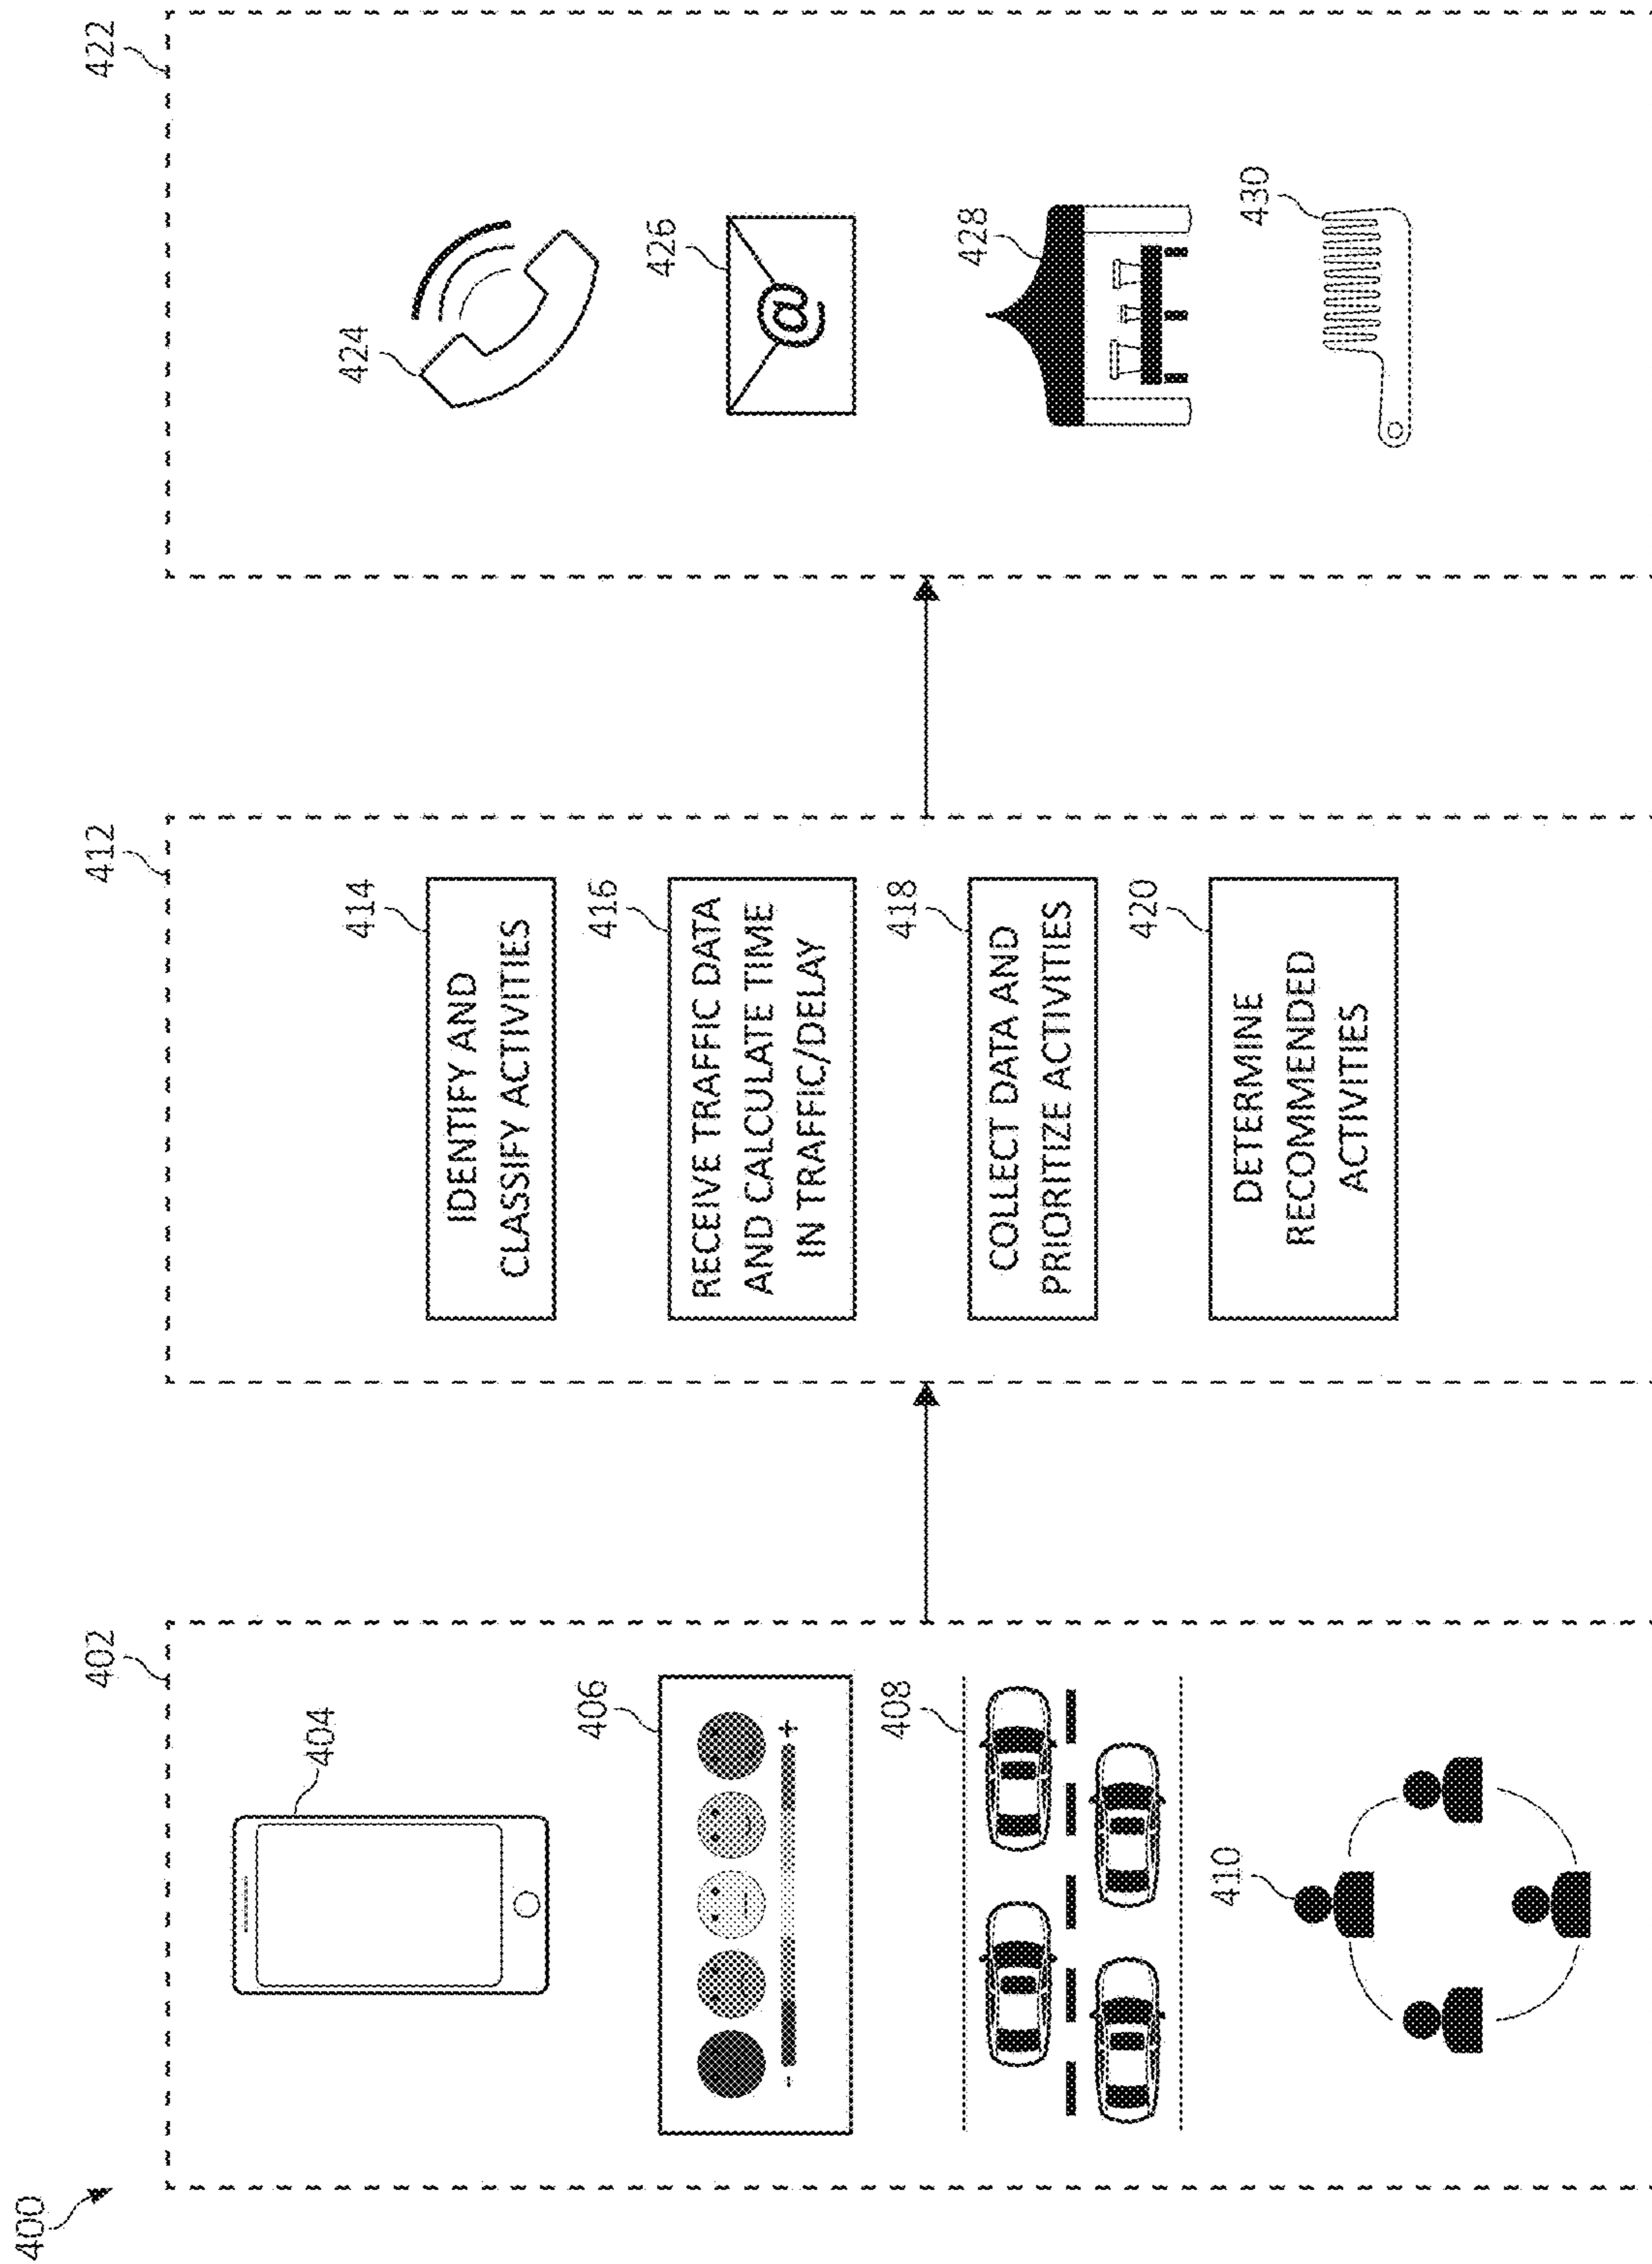 400
402
404
406
- +
408
410
412
414
IDENTIFY AND
CLASSIFY ACTIVITIES
416
RECEIVE TRAFFIC DATA
AND CALCULATE TIME
IN TRAFFIC/DELAY
418
COLLECT DATA AND
PRIORITIZE ACTIVITIES
420
DETERMINE
RECOMMENDED
ACTIVITIES
422
424
426
@
428
430